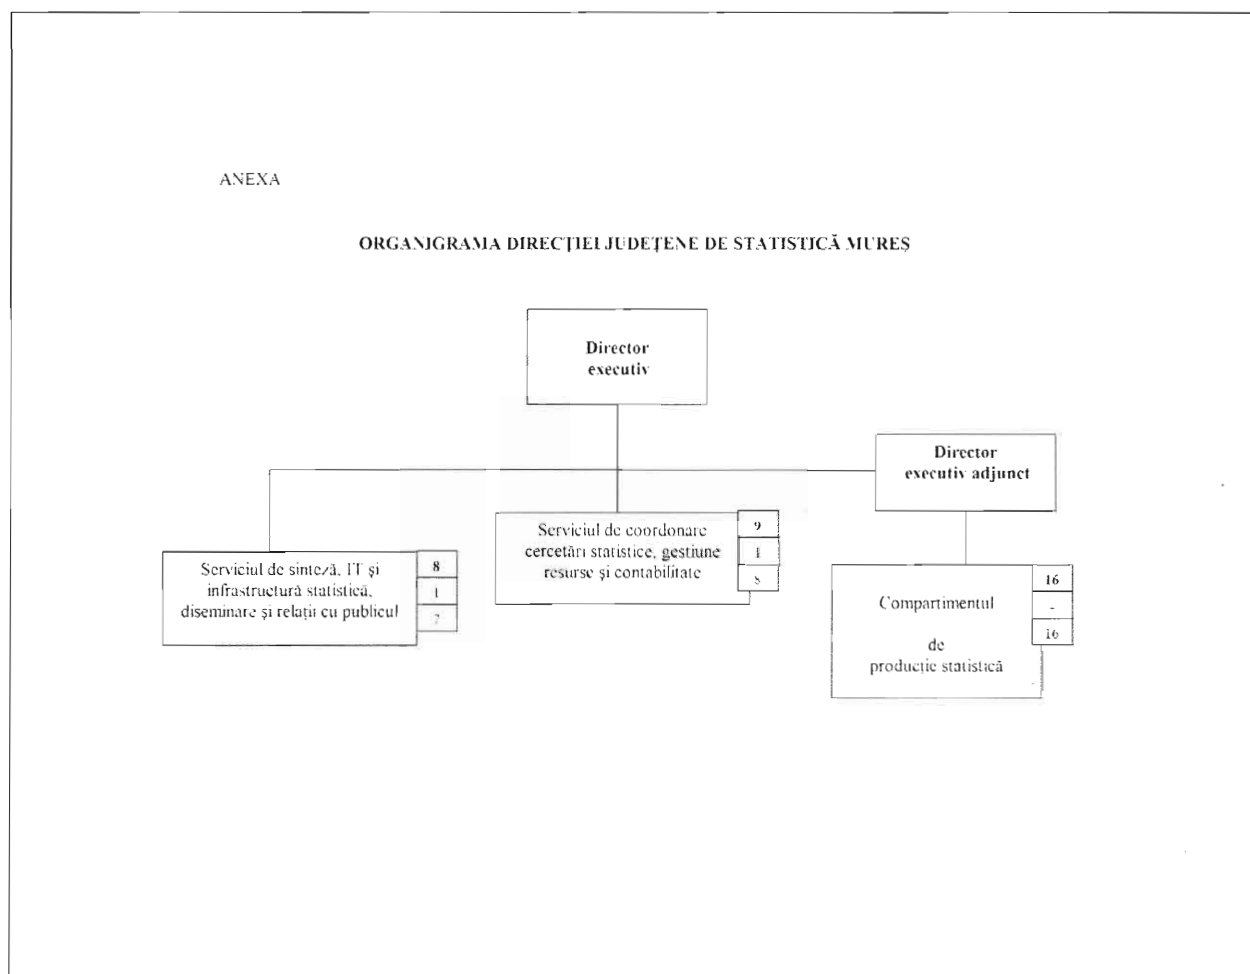 ANEXA
ORGANIGRAMA DIRECȚIEI JUDEȚENE DE STATISTICĂ MUREȘ
Director
executiv
Director
executiv adjunct
Serviciul de coordonare
cercetări statistice, gestiune
resurse și contabilitate
9
1
8
Serviciul de sinteză, IT și
infrastructură statistică,
diseminare și relații cu publicul
8
1
7
Compartimentul
de
producție statistică
16
-
16